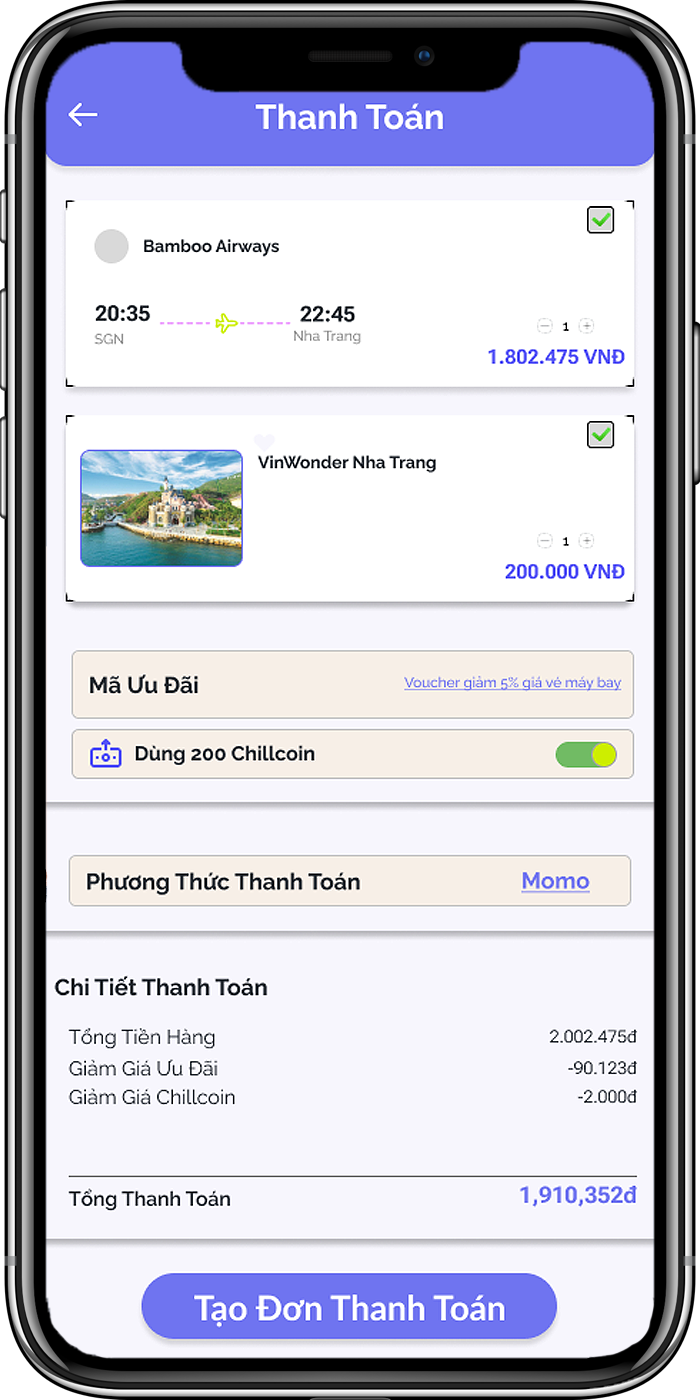 Thanh Toán
Bamboo Airways
20:35
22:45
SGN
Nha Trang
1
1.802.475 VNĐ
VinWonder Nha Trang
1
200.000 VNĐ
Mã Ưu Đãi
Voucher giảm 5% giá vé máy bay
Dùng 200 Chillcoin
Phương Thức Thanh Toán
Momo
Chi Tiết Thanh Toán
Tổng Tiền Hàng 2.002.475đ
Giảm Giá Ưu Đãi -90.123đ
Giảm Giá Chillcoin -2.000đ
Tổng Thanh Toán 1,910,352đ
Tạo Đơn Thanh Toán